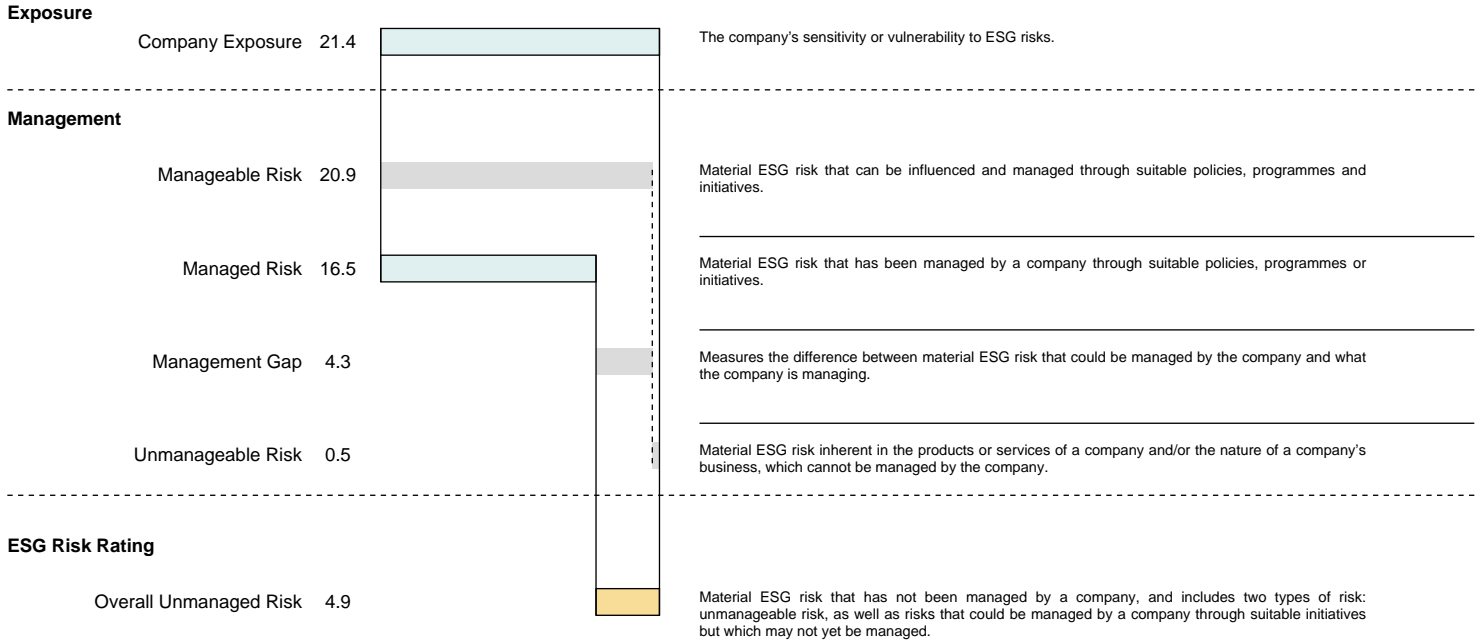 Exposure
Company Exposure 21.4
The company’s sensitivity or vulnerability to ESG risks.
Management
Manageable Risk 20.9
Material ESG risk that can be influenced and managed through suitable policies, programmes and
initiatives.
Managed Risk 16.5
Material ESG risk that has been managed by a company through suitable policies, programmes or
initiatives.
Management Gap 4.3
Measures the difference between material ESG risk that could be managed by the company and what
the company is managing.
Unmanageable Risk 0.5
Material ESG risk inherent in the products or services of a company and/or the nature of a company’s
business, which cannot be managed by the company.
ESG Risk Rating
Overall Unmanaged Risk 4.9
Material ESG risk that has not been managed by a company, and includes two types of risk:
unmanageable risk, as well as risks that could be managed by a company through suitable initiatives
but which may not yet be managed.